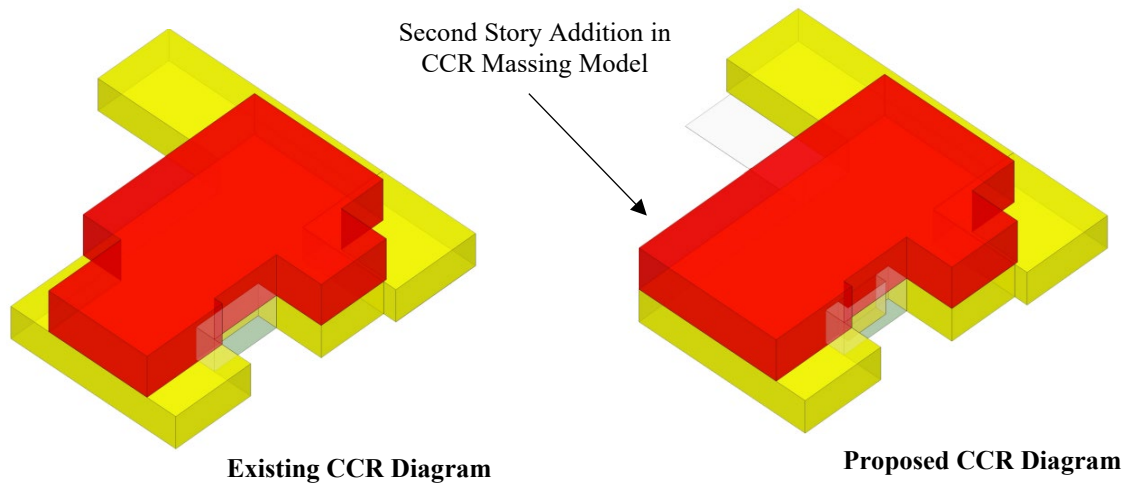 Second Story Addition in
CCR Massing Model
Existing CCR Diagram
Proposed CCR Diagram